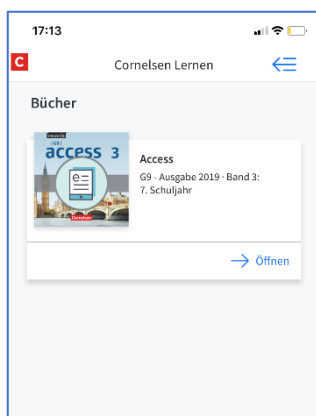 17:13
C
Cornelsen Lernen
Bücher
access 3
Access
G9 - Ausgabe 2019 · Band 3:
7. Schuljahr
Cornelsen
Öffnen